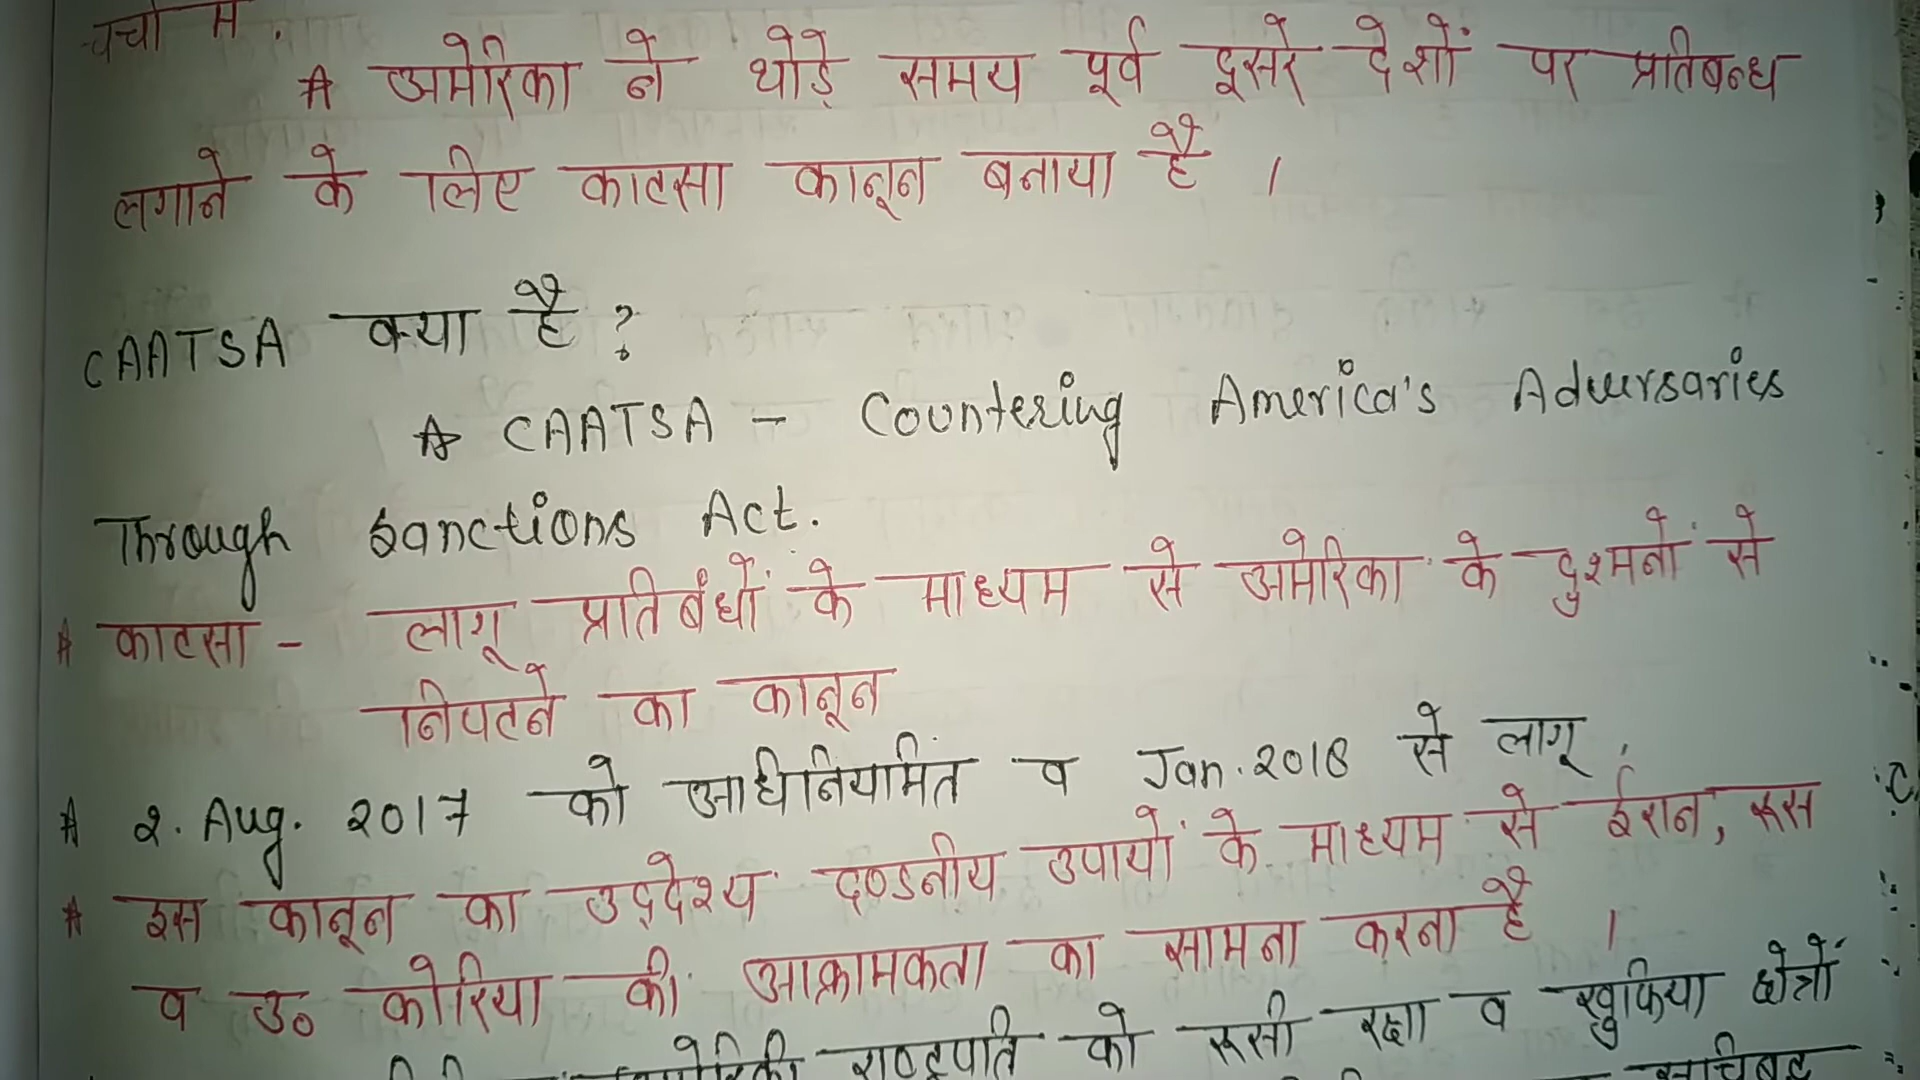 चर्चा में .
* अमेरिका ने थोड़े समय पूर्व दूसरे देशों पर प्रतिबन्ध
लगाने के लिए काटसा कानून बनाया है ।
CAATSA क्या है ?
* CAATSA - Countering America's Adversaries
Through Sanctions Act.
* काटसा - लागू प्रतिबंधों के माध्यम से अमेरिका के दुश्मनों से
निपटने का कानून
* 2. Aug. 2017 को अधिनियमित व Jan. 2018 से लागू .
* इस कानून का उद्देश्य दण्डनीय उपायों के माध्यम से ईरान, रूस
व उ० कोरिया की आक्रामकता का सामना करना है ।
राष्ट्रपति को रूसी रक्षा व खुफिया क्षेत्रों